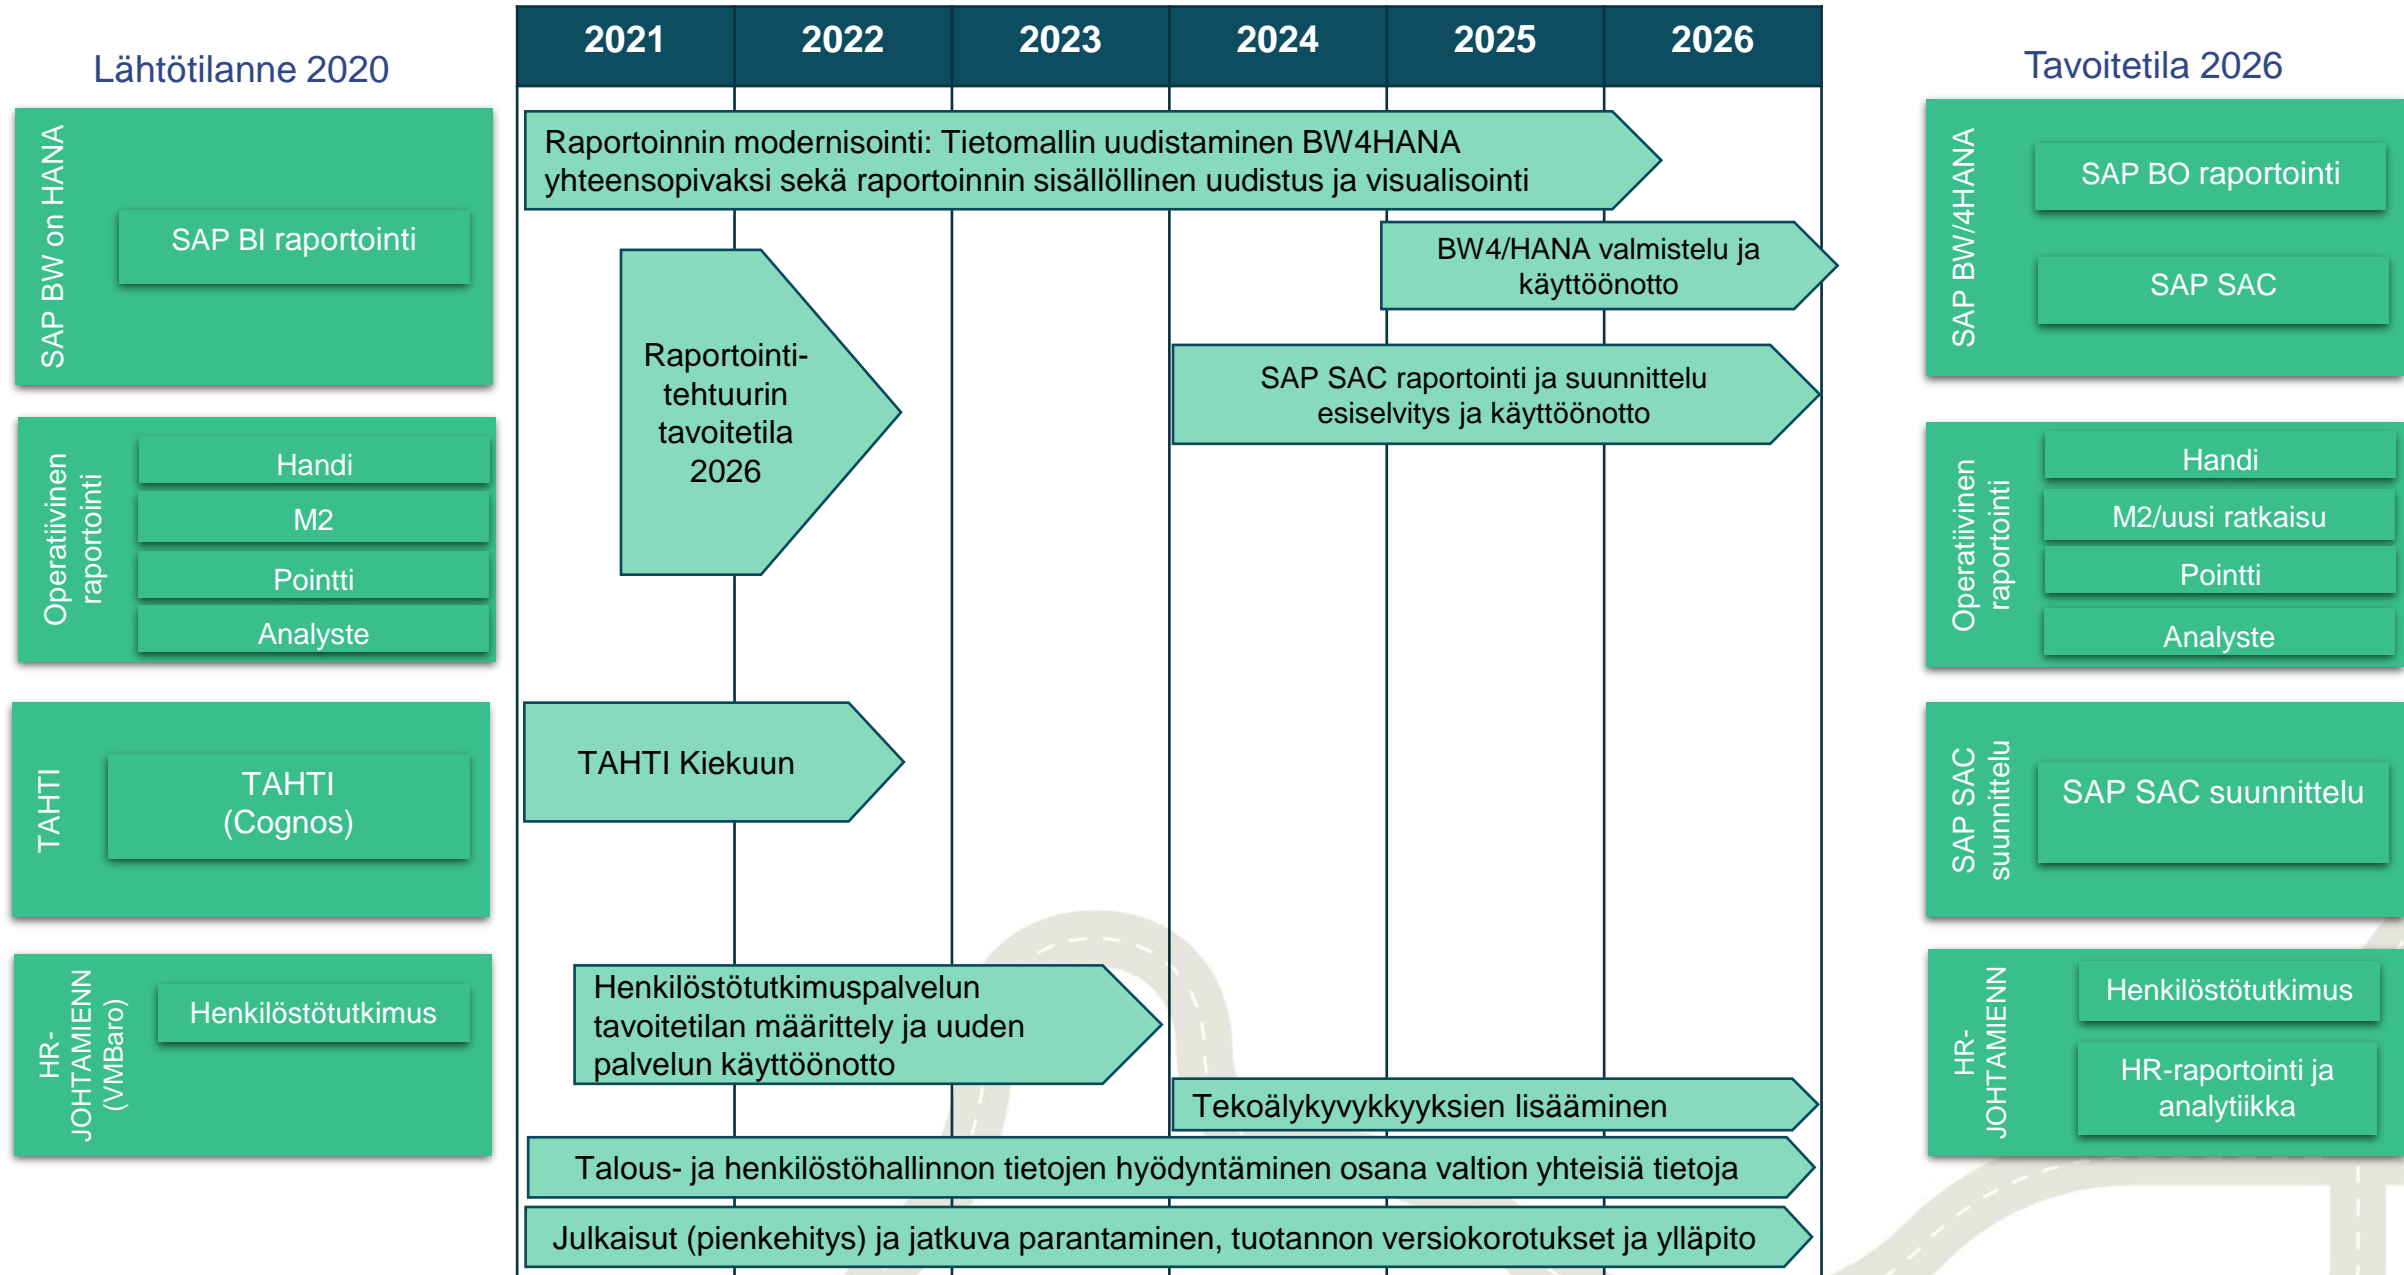 Lähtötilanne 2020
SAP BW on HANA
SAP BI raportointi
Operatiivinen
raportointi
Handi
M2
Pointti
Analyste
TAHTI
TAHTI
(Cognos)
HR-
JOHTAMIENN
(VMBaro)
Henkilöstötutkimus
2021 2022 2023 2024 2025 2026
Raportoinnin modernisointi: Tietomallin uudistaminen BW4HANA
yhteensopivaksi sekä raportoinnin sisällöllinen uudistus ja visualisointi
BW4/HANA valmistelu ja
käyttöönotto
Raportointi-
tehtuurin
tavoitetila
2026
SAP SAC raportointi ja suunnittelu
esiselvitys ja käyttöönotto
TAHTI Kiekuun
Henkilöstötutkimuspalvelun
tavoitetilan määrittely ja uuden
palvelun käyttöönotto
Tekoälykyvykkyyksien lisääminen
Talous- ja henkilöstöhallinnon tietojen hyödyntäminen osana valtion yhteisiä tietoja
Julkaisut (pienkehitys) ja jatkuva parantaminen, tuotannon versiokorotukset ja ylläpito
Tavoitetila 2026
SAP BW/4HANA
SAP BO raportointi
SAP SAC
Operatiivinen
raportointi
Handi
M2/uusi ratkaisu
Pointti
Analyste
SAP SAC
suunnittelu
SAP SAC suunnittelu
HR-
JOHTAMIENN
Henkilöstötutkimus
HR-raportointi ja
analytiikka